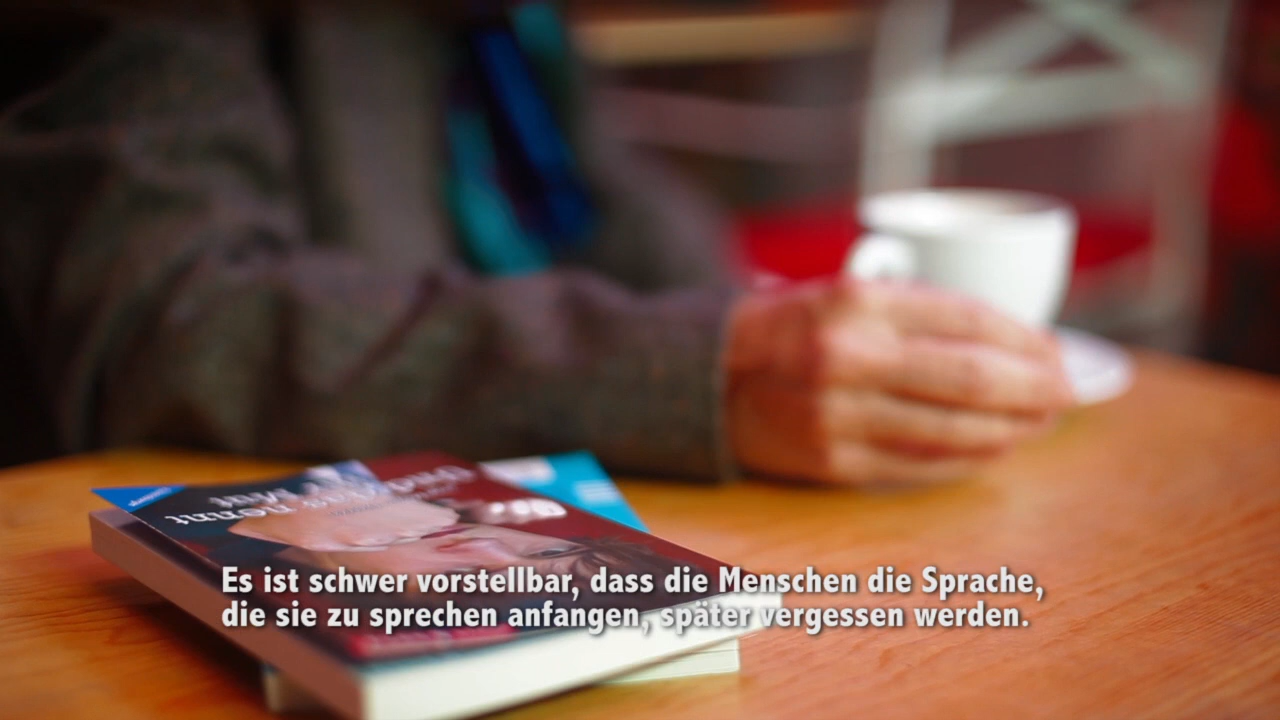 Es ist schwer vorstellbar, dass die Menschen die Sprache,
die sie zu sprechen anfangen, später vergessen werden.